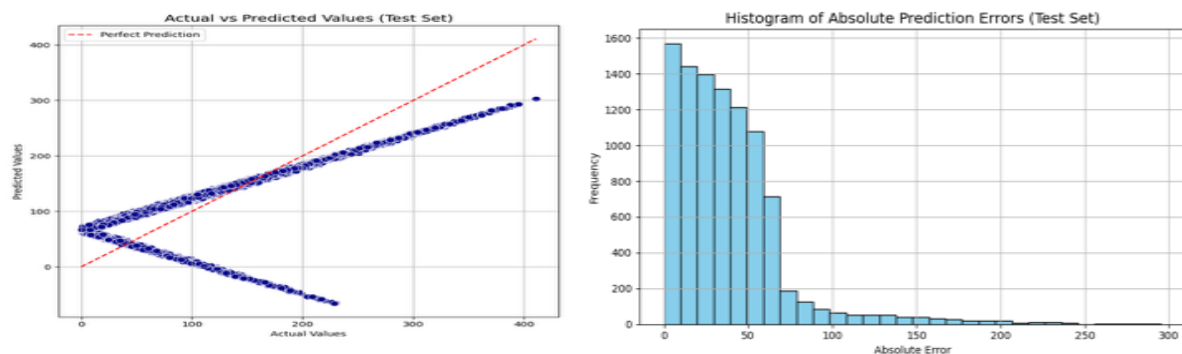 Actual vs Predicted Values (Test Set)
Perfect Prediction
400
300
200
100
0
Predicted Values
0 100 200 300 400
Actual Values
Histogram of Absolute Prediction Errors (Test Set)
1600
1400
1200
1000
800
600
400
200
0
Frequency
0 50 100 150 200 250 300
Absolute Error